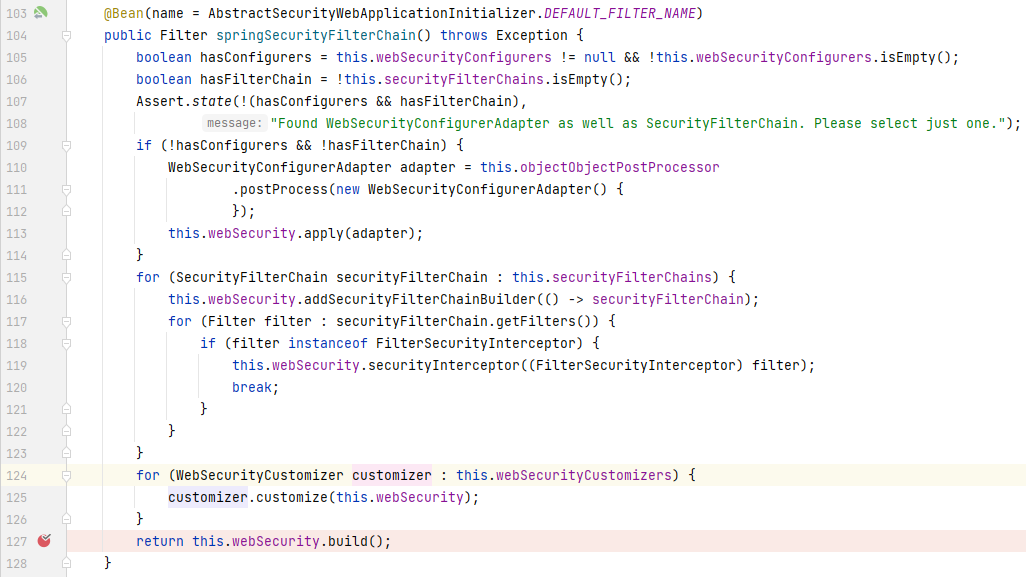 103 @Bean(name = AbstractSecurityWebApplicationInitializer.DEFAULT_FILTER_NAME)
104 public Filter springSecurityFilterChain() throws Exception {
105 boolean hasConfigurers = this.webSecurityConfigurers != null && !this.webSecurityConfigurers.isEmpty();
106 boolean hasFilterChain = !this.securityFilterChains.isEmpty();
107 Assert.state(!(hasConfigurers && hasFilterChain),
108 message: "Found WebSecurityConfigurerAdapter as well as SecurityFilterChain. Please select just one.");
109 if (!hasConfigurers && !hasFilterChain) {
110 WebSecurityConfigurerAdapter adapter = this.objectObjectPostProcessor
111 .postProcess(new WebSecurityConfigurerAdapter() {
112 });
113 this.webSecurity.apply(adapter);
114 }
115 for (SecurityFilterChain securityFilterChain : this.securityFilterChains) {
116 this.webSecurity.addSecurityFilterChainBuilder(() -> securityFilterChain);
117 for (Filter filter : securityFilterChain.getFilters()) {
118 if (filter instanceof FilterSecurityInterceptor) {
119 this.webSecurity.securityInterceptor((FilterSecurityInterceptor) filter);
120 break;
121 }
122 }
123 }
124 for (WebSecurityCustomizer customizer : this.webSecurityCustomizers) {
125 customizer.customize(this.webSecurity);
126 }
127 return this.webSecurity.build();
128 }